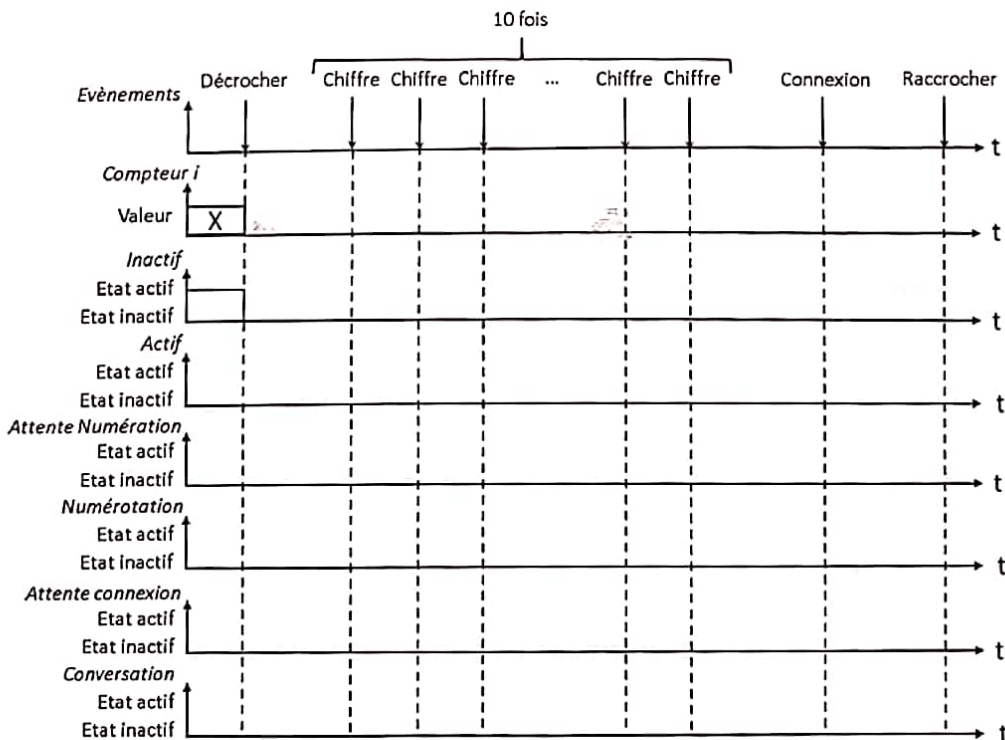 10 fois
Décrocher Chiffre Chiffre Chiffre ... Chiffre Chiffre Connexion Raccrocher
Evènements
t
Compteur i
Valeur X
t
Inactif
Etat actif
Etat inactif
t
Actif
Etat actif
Etat inactif
t
Attente Numération
Etat actif
Etat inactif
t
Numérotation
Etat actif
Etat inactif
t
Attente connexion
Etat actif
Etat inactif
t
Conversation
Etat actif
Etat inactif
t